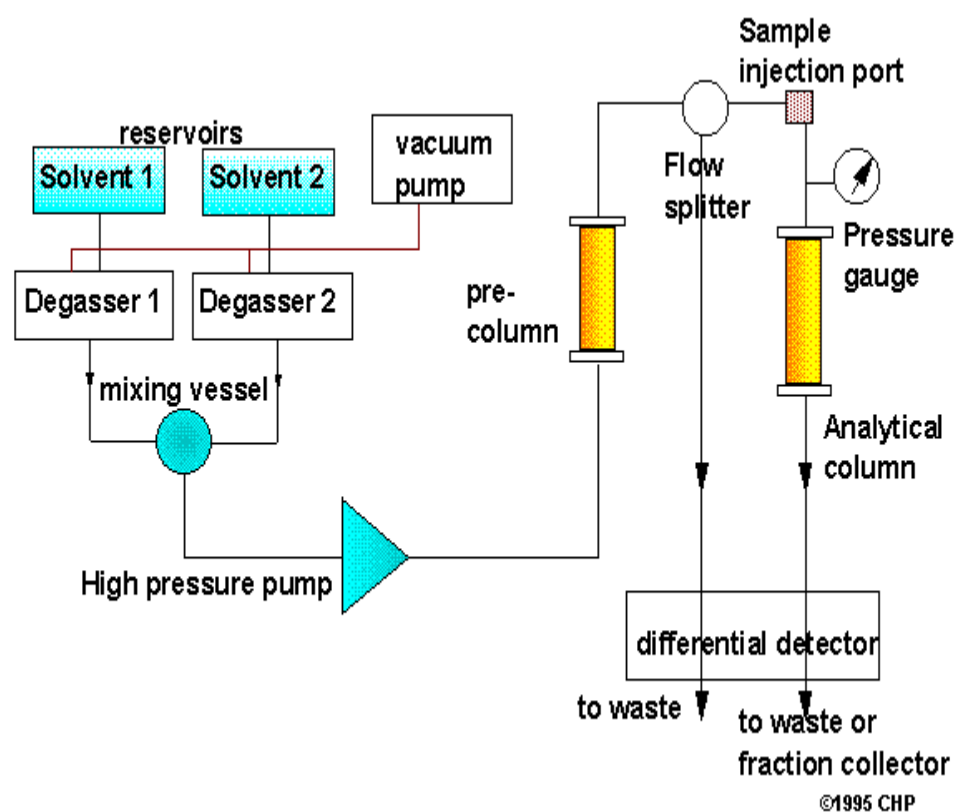 Sample
injection port
reservoirs
vacuum
pump
Solvent 1
Solvent 2
Flow
splitter
Pressure
gauge
Degasser 1
Degasser 2
pre-
column
mixing vessel
Analytical
column
High pressure pump
differential detector
to waste
to waste or
fraction collector
©1995 CHP